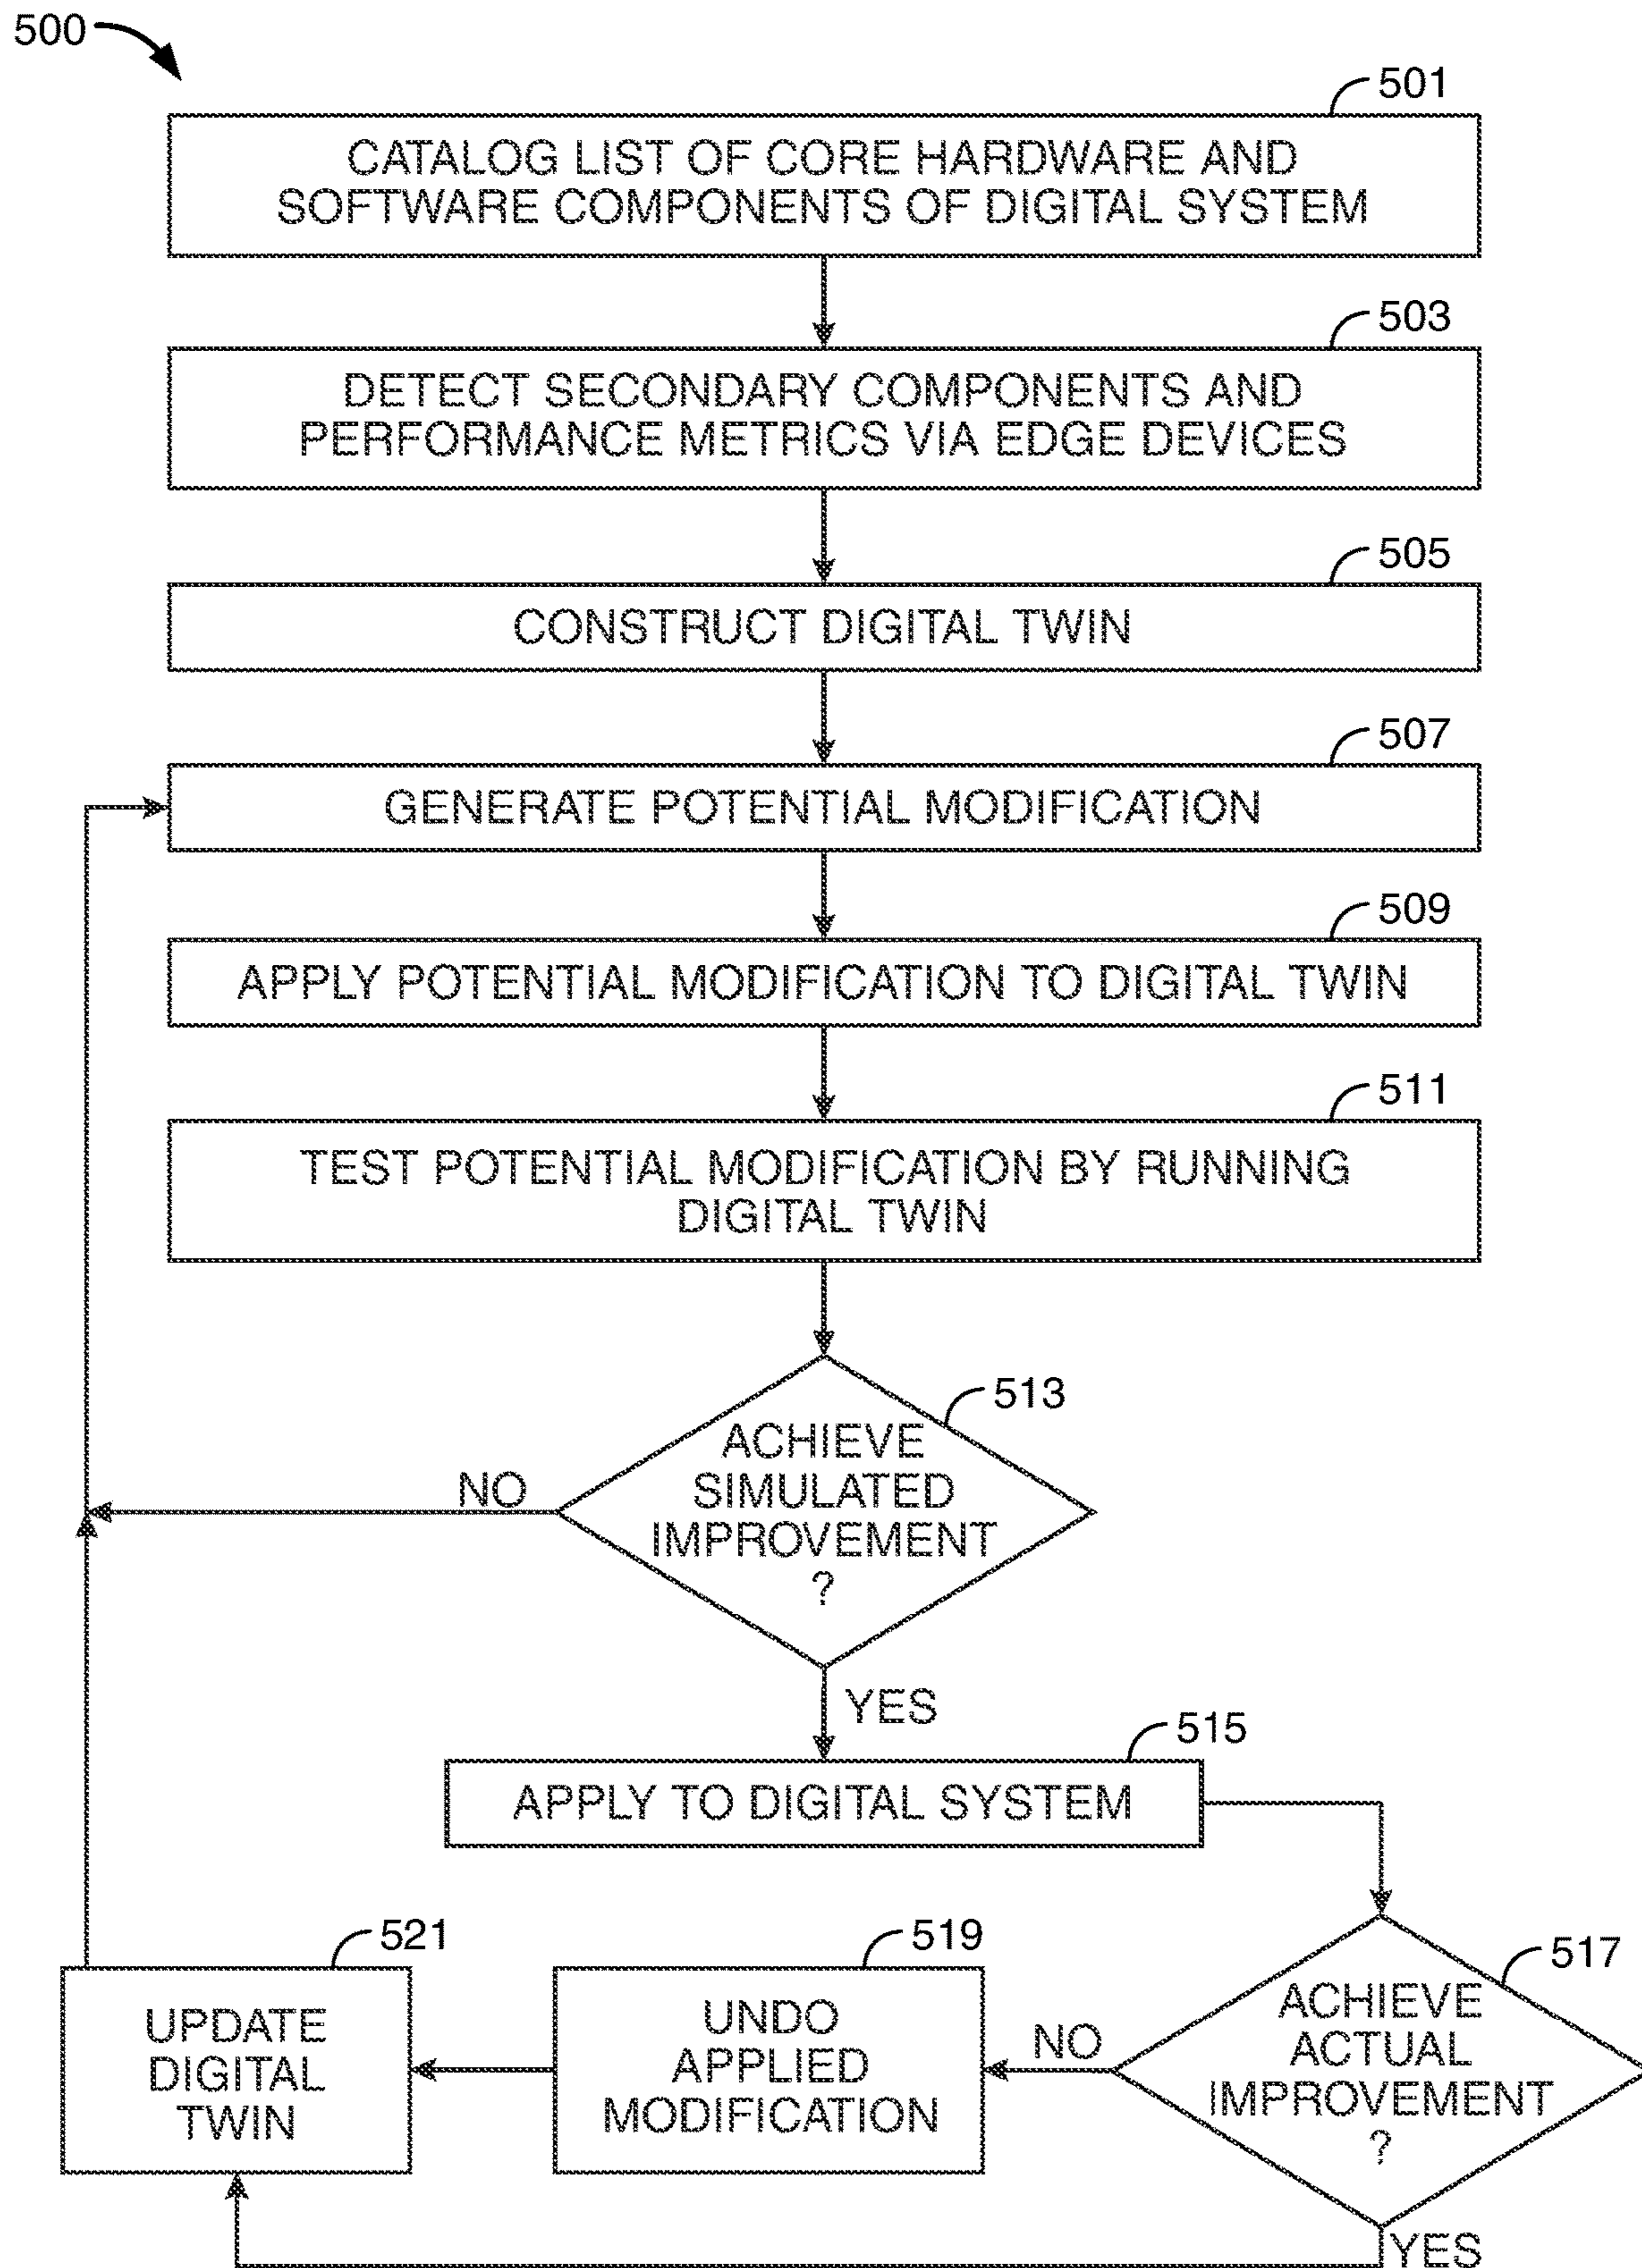 500
501
CATALOG LIST OF CORE HARDWARE AND
SOFTWARE COMPONENTS OF DIGITAL SYSTEM
503
DETECT SECONDARY COMPONENTS AND
PERFORMANCE METRICS VIA EDGE DEVICES
505
CONSTRUCT DIGITAL TWIN
507
GENERATE POTENTIAL MODIFICATION
509
APPLY POTENTIAL MODIFICATION TO DIGITAL TWIN
511
TEST POTENTIAL MODIFICATION BY RUNNING
DIGITAL TWIN
513
ACHIEVE
SIMULATED
IMPROVEMENT
?
NO
YES
515
APPLY TO DIGITAL SYSTEM
517
ACHIEVE
ACTUAL
IMPROVEMENT
?
NO
YES
519
UNDO
APPLIED
MODIFICATION
521
UPDATE
DIGITAL
TWIN